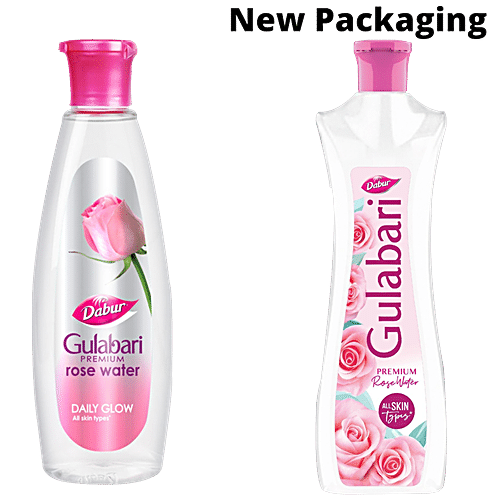 New Packaging
Dabur
Gulabari
PREMIUM
rose water
DAILY GLOW
All skin types*
Dabur
Gulabari
PREMIUM
Rose Water
ALL SKIN
types*